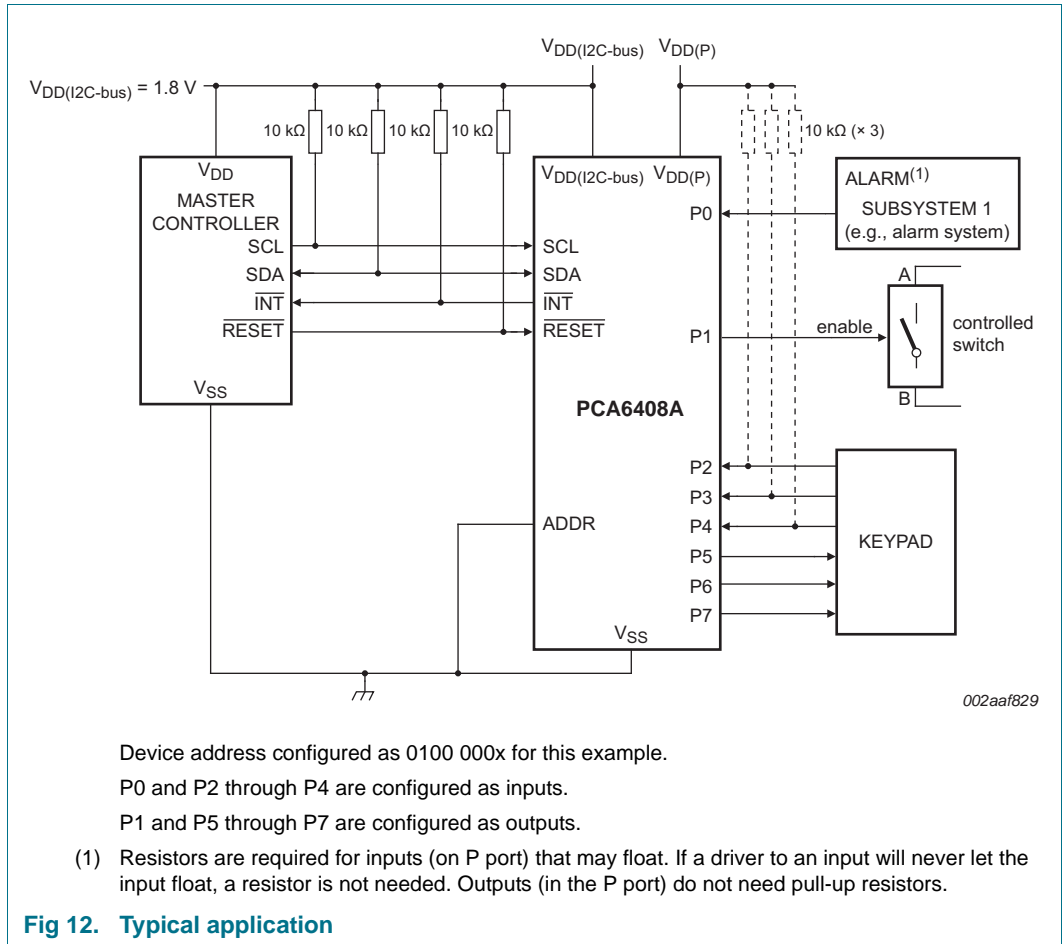 VDD(I2C-bus) VDD(P)
VDD(I2C-bus) = 1.8 V
10 kΩ 10 kΩ 10 kΩ 10 kΩ 10 kΩ (× 3)
VDD
MASTER
CONTROLLER
SCL
SDA
INT
RESET
VSS
VDD(I2C-bus) VDD(P)
SCL
SDA
INT
RESET
PCA6408A
ADDR
VSS
P0
P1
P2
P3
P4
P5
P6
P7
ALARM(1)
SUBSYSTEM 1
(e.g., alarm system)
A
enable
controlled
switch
B
KEYPAD
002aaf829
Device address configured as 0100 000x for this example.
P0 and P2 through P4 are configured as inputs.
P1 and P5 through P7 are configured as outputs.
(1) Resistors are required for inputs (on P port) that may float. If a driver to an input will never let the
input float, a resistor is not needed. Outputs (in the P port) do not need pull-up resistors.
Fig 12. Typical application